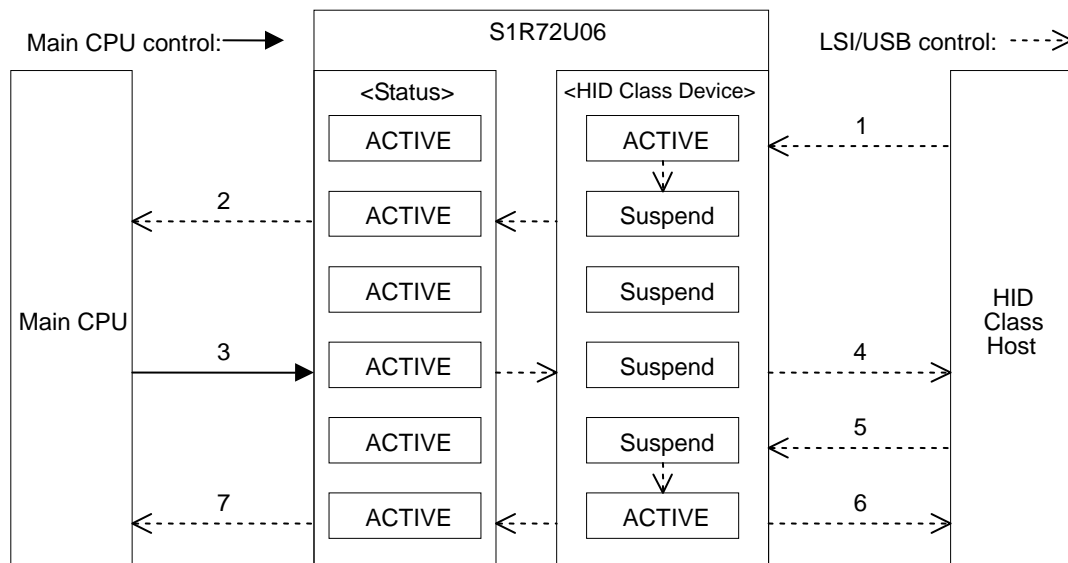 S1R72U06
Main CPU control:
LSI/USB control:
<Status>
<HID Class Device>
ACTIVE
ACTIVE
1
2
ACTIVE
Suspend
ACTIVE
Suspend
Main CPU
HID
Class
Host
3
ACTIVE
Suspend
4
ACTIVE
Suspend
5
7
ACTIVE
ACTIVE
6